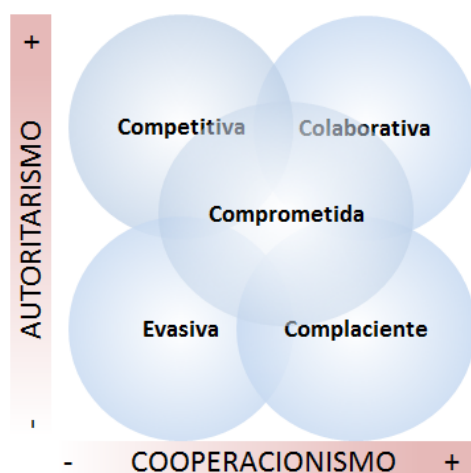 +
AUTORITARISMO
-
Competitiva
Colaborativa
Comprometida
Evasiva
Complaciente
- COOPERACIONISMO +